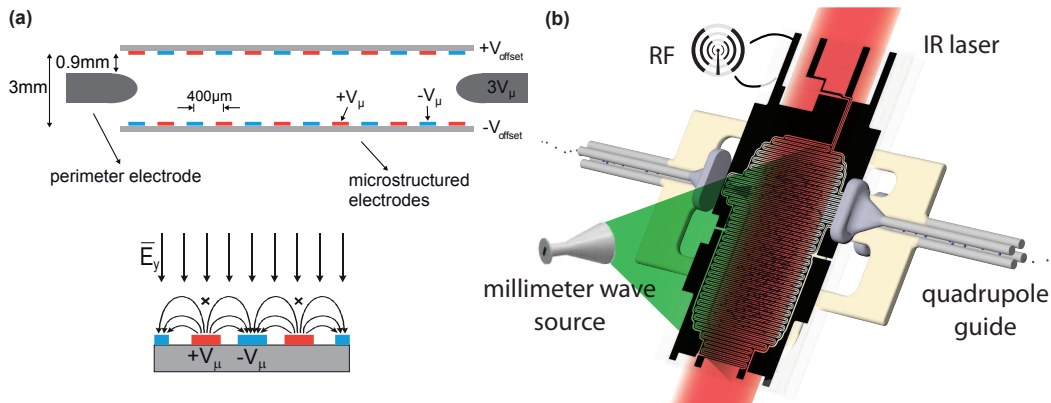 (a)
+V_offset
0.9mm
3mm
400μm
+V_μ
-V_μ
3V_μ
-V_offset
perimeter electrode
microstructured
electrodes
E̅_y
+V_μ
-V_μ
(b)
RF
IR laser
millimeter wave
source
quadrupole
guide